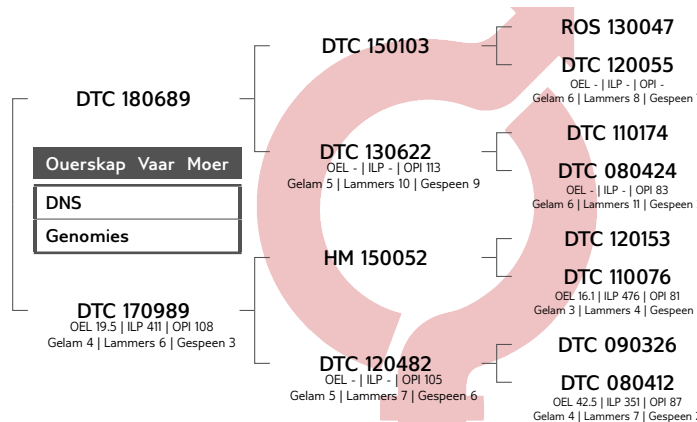 ROS 130047
DTC 150103
DTC 120055
OEL - | ILP - | OPI -
Gelam 6 | Lammers 8 | Gespeen
DTC 180689
DTC 110174
DTC 130622
OEL - | ILP - | OPI 113
Gelam 5 | Lammers 10 | Gespeen 9
DTC 080424
OEL - | ILP - | OPI 83
Gelam 6 | Lammers 11 | Gespeen
Ouerskap Vaar Moer
DNS
Genomies
DTC 120153
HM 150052
DTC 110076
OEL 16.1 | ILP 476 | OPI 81
Gelam 3 | Lammers 4 | Gespeen
DTC 170989
OEL 19.5 | ILP 411 | OPI 108
Gelam 4 | Lammers 6 | Gespeen 3
DTC 090326
DTC 120482
OEL - | ILP - | OPI 105
Gelam 5 | Lammers 7 | Gespeen 6
DTC 080412
OEL 42.5 | ILP 351 | OPI 87
Gelam 4 | Lammers 7 | Gespeen